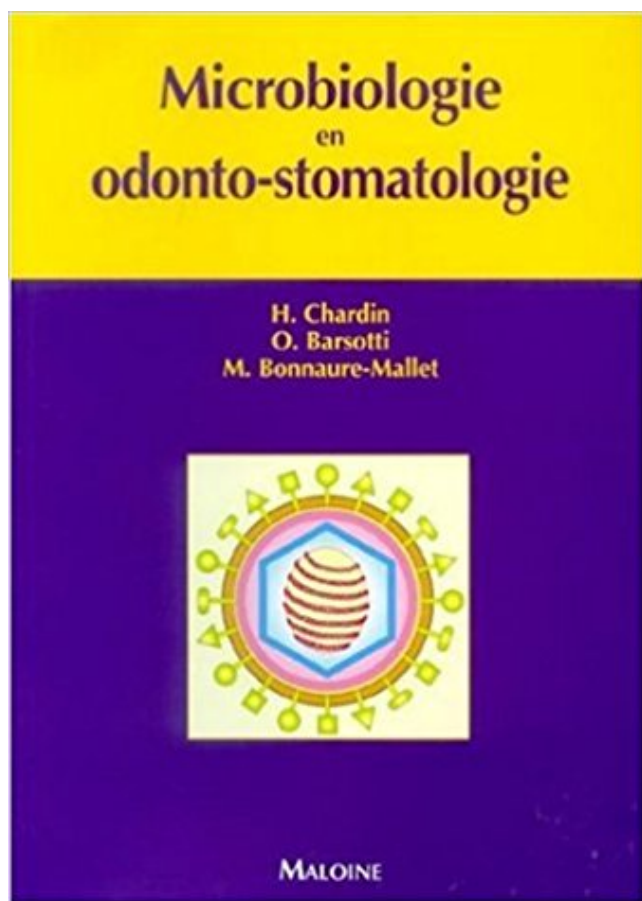 Microbiologie
en
odonto-stomatologie
H. Chardin
O. Barsotti
M. Bonnaure-Mallet
MALOINE